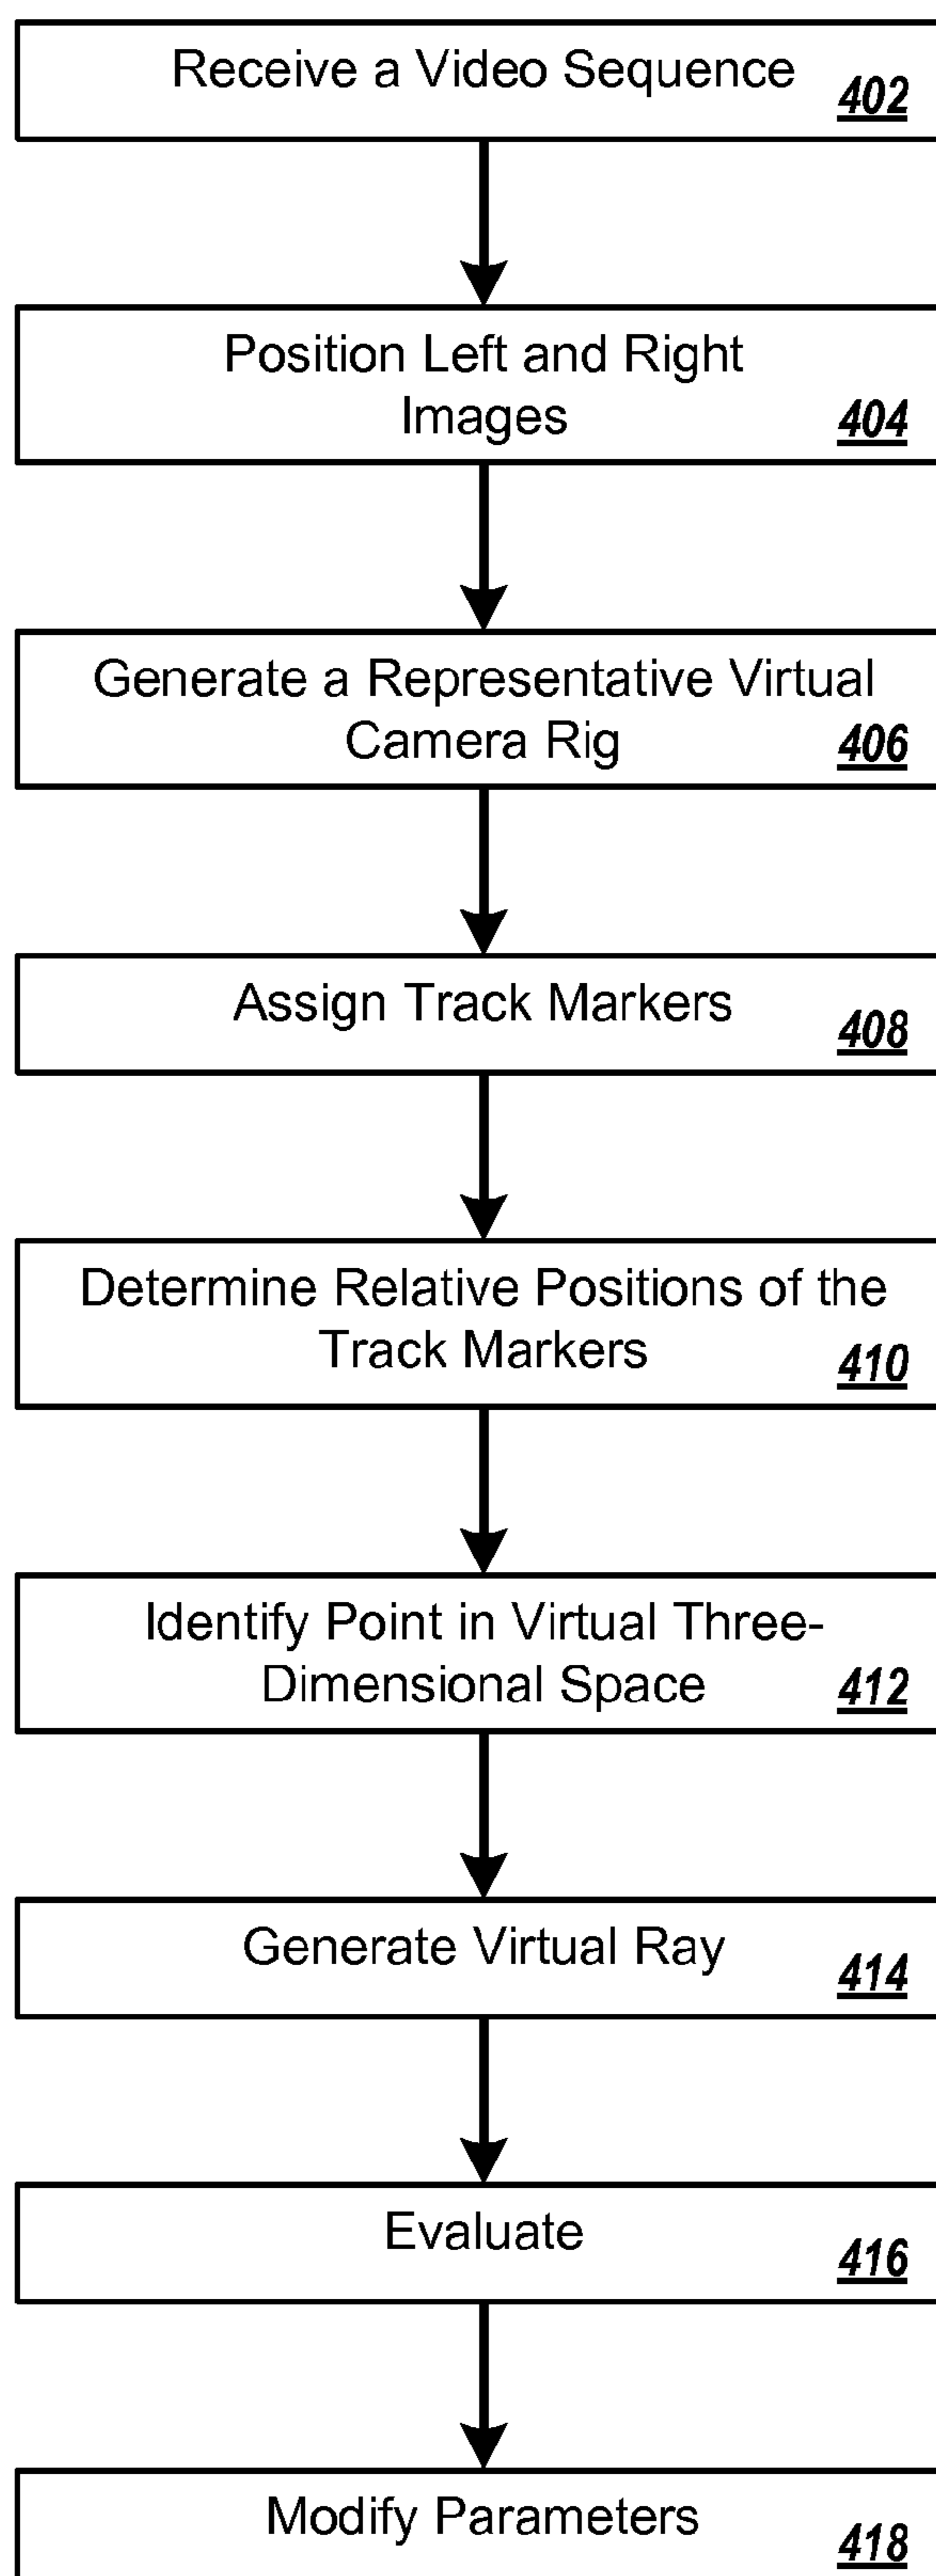 Receive a Video Sequence
402
Position Left and Right
Images
404
Generate a Representative Virtual
Camera Rig
406
Assign Track Markers
408
Determine Relative Positions of the
Track Markers
410
Identify Point in Virtual Three-
Dimensional Space
412
Generate Virtual Ray
414
Evaluate
416
Modify Parameters
418